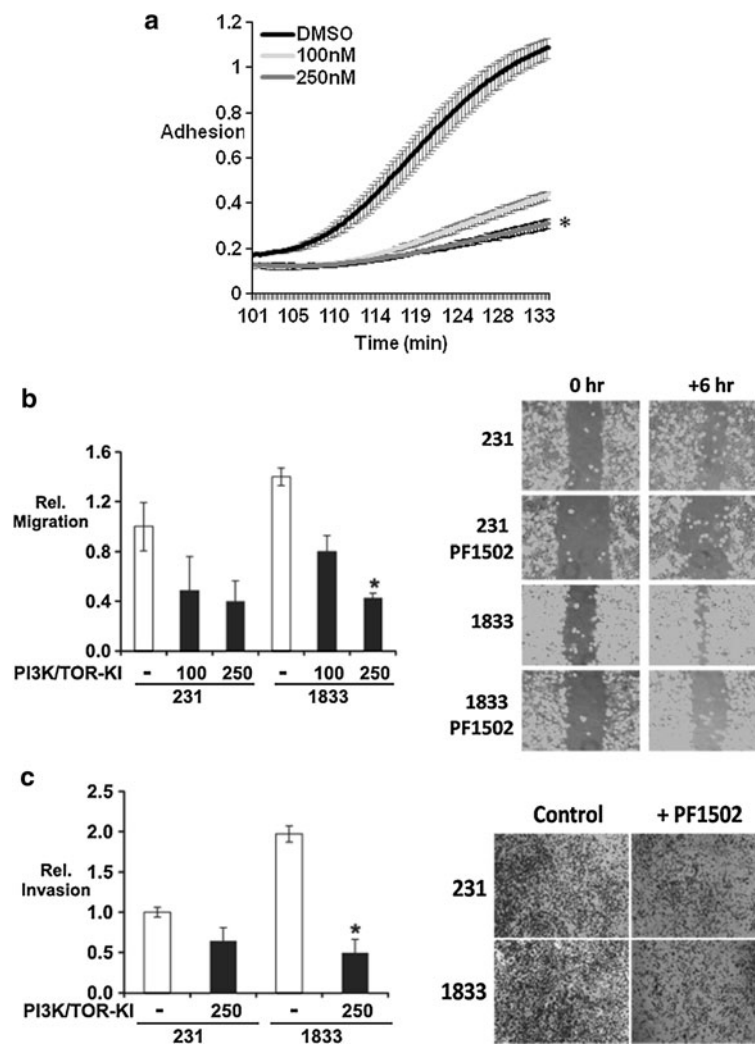 a
DMSO
100nM
250nM
1.2
1
0.8
Adhesion
0.6
0.4
0.2
0
*
101 105 110 114 119 124 128 133
Time (min)
b
1.6
1.2
0.8
0.4
0.0
Rel.
Migration
*
PI3K/TOR-KI - 100 250 - 100 250
231 1833
0 hr +6 hr
231
231
PF1502
1833
1833
PF1502
c
2.5
2.0
1.5
1.0
0.5
0.0
Rel.
Invasion
*
PI3K/TOR-KI - 250 - 250
231 1833
Control + PF1502
231
1833